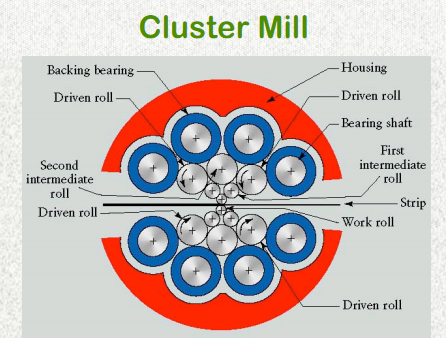 Cluster Mill
Backing bearing
Housing
Driven roll
Driven roll
Bearing shaft
First
intermediate
roll
Second
intermediate
roll
Strip
Driven roll
Work roll
Driven roll